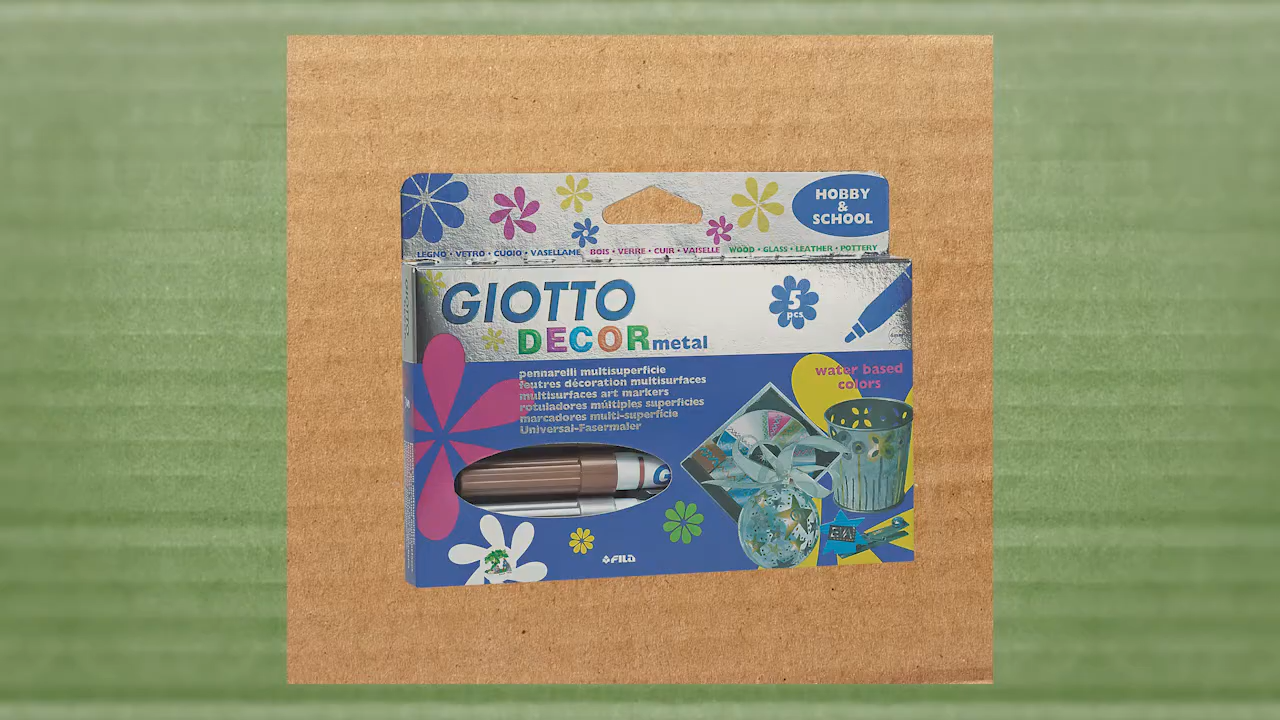 HOBBY
&
SCHOOL
LEGNO • VETRO • CUOIO • VASELLAME BOIS • VERRE • CUIR • VAISELLE WOOD • GLASS • LEATHER • POTTERY
GIOTTO
5
pcs
DECOR metal
pennarelli multisuperficie
feutres décoration multisurfaces
multisurfaces art markers
rotuladores múltiples superficies
marcadores multi-superfície
Universal-Fasermaler
water based
colors
G
FILA